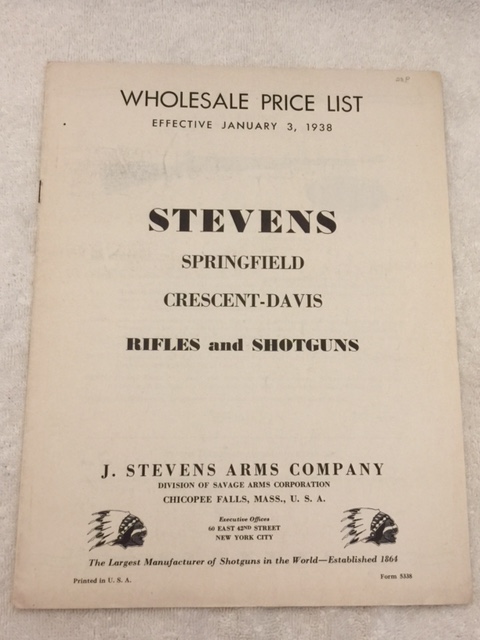 WHOLESALE PRICE LIST
EFFECTIVE JANUARY 3, 1938
STEVENS
SPRINGFIELD
CRESCENT-DAVIS
RIFLES and SHOTGUNS
J. STEVENS ARMS COMPANY
DIVISION OF SAVAGE ARMS CORPORATION
CHICOPEE FALLS, MASS., U. S. A.
Executive Offices
60 EAST 42ND STREET
NEW YORK CITY
The Largest Manufacturer of Shotguns in the World—Established 1864
Printed in U. S. A. Form 5338